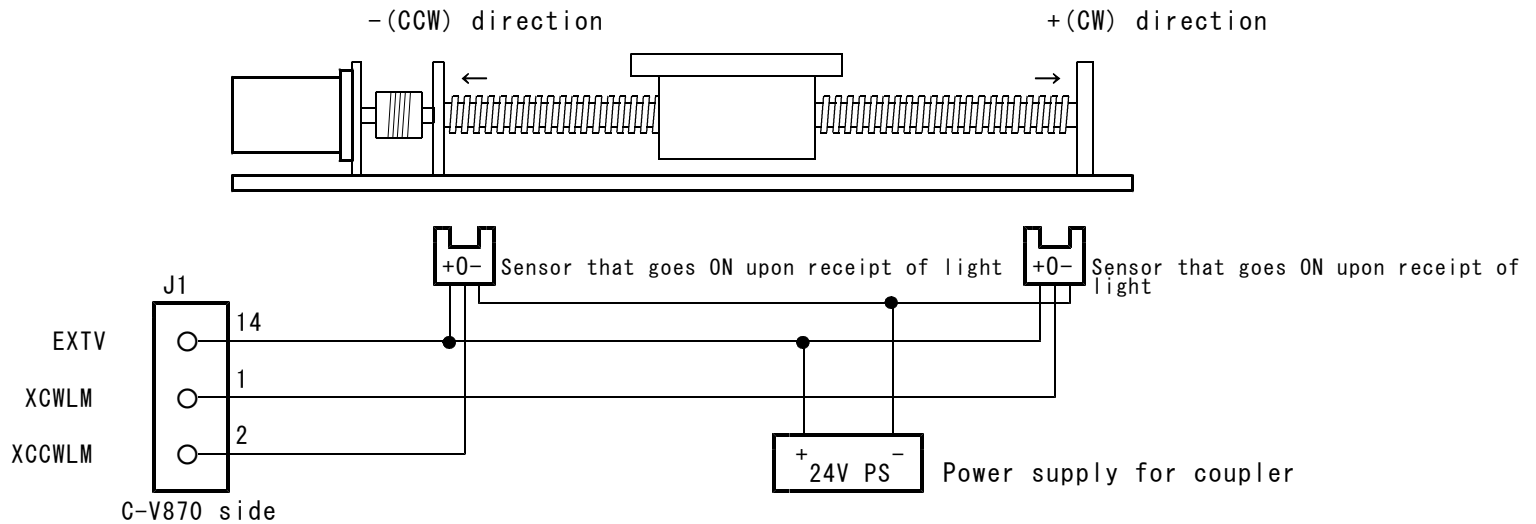 −(CCW) direction
+(CW) direction
+0− Sensor that goes ON upon receipt of light
+0− Sensor that goes ON upon receipt of
light
J1
EXTV
14
XCWLM
1
XCCWLM
2
+ −
24V PS
Power supply for coupler
C−V870 side